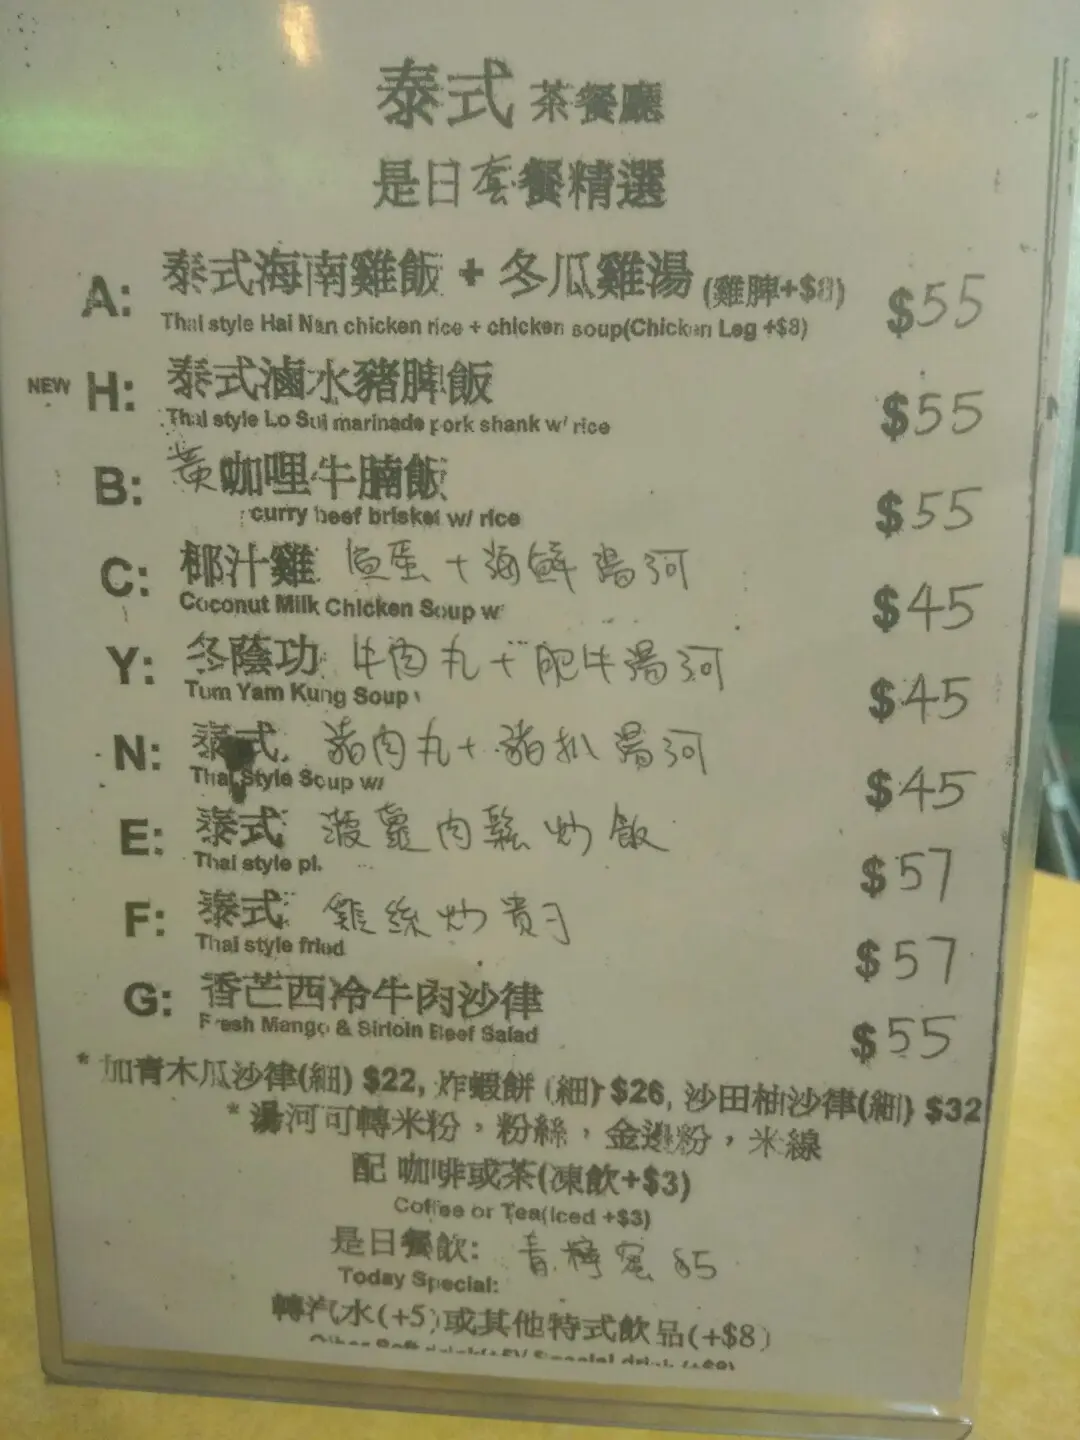 泰式 茶餐廳
是日套餐精選
A: 泰式海南雞飯 + 冬瓜雞湯 (雞脾+$8) $55
Thai style Hai Nan chicken rice + chicken soup(Chicken Leg +$8)
NEW H: 泰式滷水豬脾飯 $55
Thai style Lo Sui marinade pork shank w/ rice
B: 黃咖哩牛腩飯 $55
curry beef brisket w/ rice
C: 椰汁雞 魚蛋+海鮮湯河 $45
Coconut Milk Chicken Soup w
Y: 冬蔭功 牛肉丸+肥牛湯河 $45
Tum Yam Kung Soup
N: 泰式 豬肉丸+豬扒湯河 $45
Thai Style Soup w/
E: 泰式 菠蘿肉鬆炒飯 $57
Thai style pi.
F: 泰式 雞絲炒貴刁 $57
Thai style fried
G: 香芒西冷牛肉沙律 $55
Fresh Mango & Sirloin Beef Salad
* 加青木瓜沙律(細) $22, 炸蝦餅 (細) $26, 沙田柚沙律(細) $32
* 湯河可轉米粉，粉絲，金邊粉，米線
配 咖啡或茶(凍飲+$3)
Coffee or Tea(Iced +$3)
是日餐飲: 青檸蜜 $5
Today Special:
轉汽水(+5)或其他特式飲品(+$8)